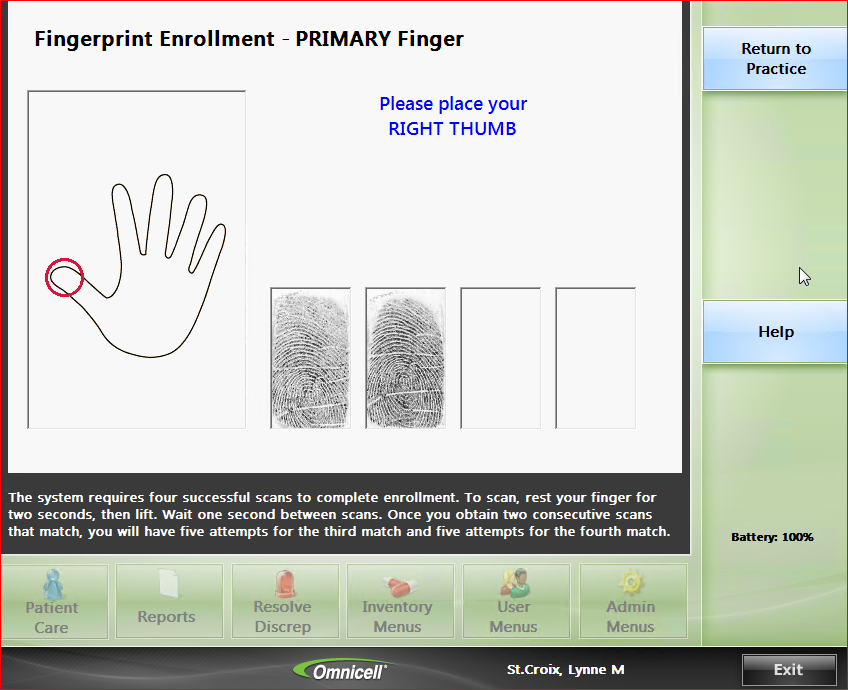 Fingerprint Enrollment - PRIMARY Finger
Return to
Practice
Please place your
RIGHT THUMB
Help
The system requires four successful scans to complete enrollment. To scan, rest your finger for
two seconds, then lift. Wait one second between scans. Once you obtain two consecutive scans
that match, you will have five attempts for the third match and five attempts for the fourth match.
Battery: 100%
Patient
Care
Reports
Resolve
Discrep
Inventory
Menus
User
Menus
Admin
Menus
Omnicell
St.Croix, Lynne M
Exit